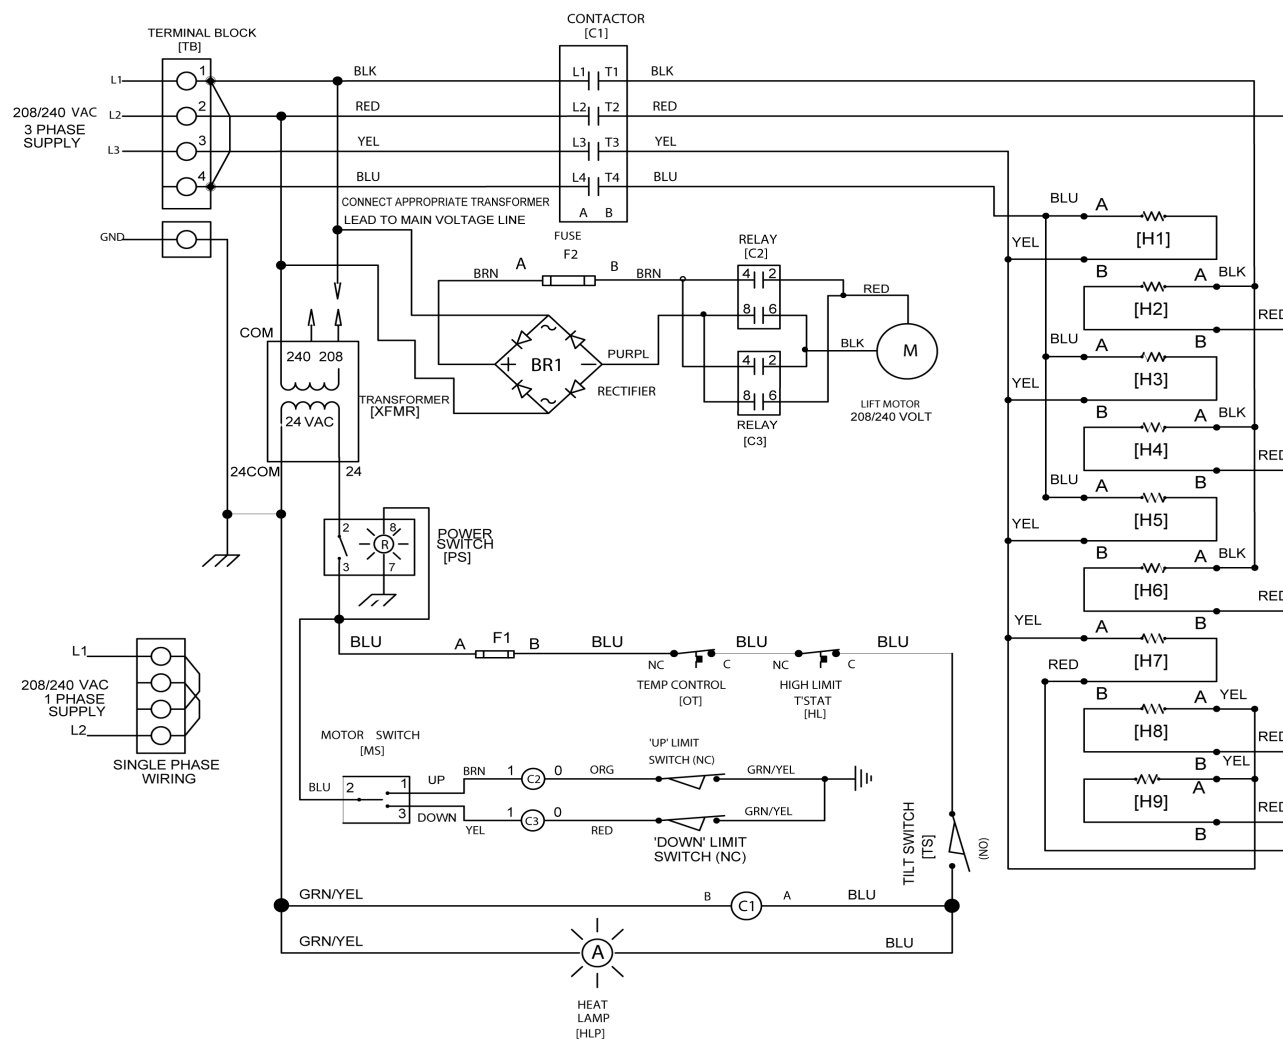 CONTACTOR
[C1]
TERMINAL BLOCK
[TB]
L1 1 BLK L1 T1 BLK
208/240 VAC
3 PHASE
SUPPLY
L2 2 RED L2 T2 RED
L3 3 YEL L3 T3 YEL
4 BLU L4 T4 BLU
CONNECT APPROPRIATE TRANSFORMER
LEAD TO MAIN VOLTAGE LINE
A B
GND
FUSE
F2
A B
BRN BRN
RELAY
[C2]
4 2
8 6
RED
BLK
M
LIFT MOTOR
208/240 VOLT
4 2
8 6
RELAY
[C3]
PURPL
+ BR1 −
~
~
RECTIFIER
COM
240 208
TRANSFORMER
[XFMR]
24 VAC
24COM 24
2 8
R
3 7
POWER
SWITCH
[PS]
BLU A F1 B BLU BLU BLU
NC C NC C
TEMP CONTROL
[OT]
HIGH LIMIT
T'STAT
[HL]
L1
208/240 VAC
1 PHASE
SUPPLY
L2
SINGLE PHASE
WIRING
MOTOR SWITCH
[MS]
BLU 2 1 3
UP BRN 1 C2 0 ORG
'UP' LIMIT
SWITCH (NC)
GRN/YEL
DOWN YEL 1 C3 0 RED
GRN/YEL
'DOWN' LIMIT
SWITCH (NC)
TILT SWITCH
[TS]
(NO)
GRN/YEL B C1 A BLU
GRN/YEL A BLU
HEAT
LAMP
[HLP]
BLU A
[H1]
YEL B
A BLK
[H2]
RED
BLU A B
[H3]
YEL B
A BLK
[H4]
RED
BLU A B
[H5]
YEL B
A BLK
[H6]
RED
YEL A B
[H7]
RED B
A YEL
[H8]
RED
B YEL
[H9] A
RED
B